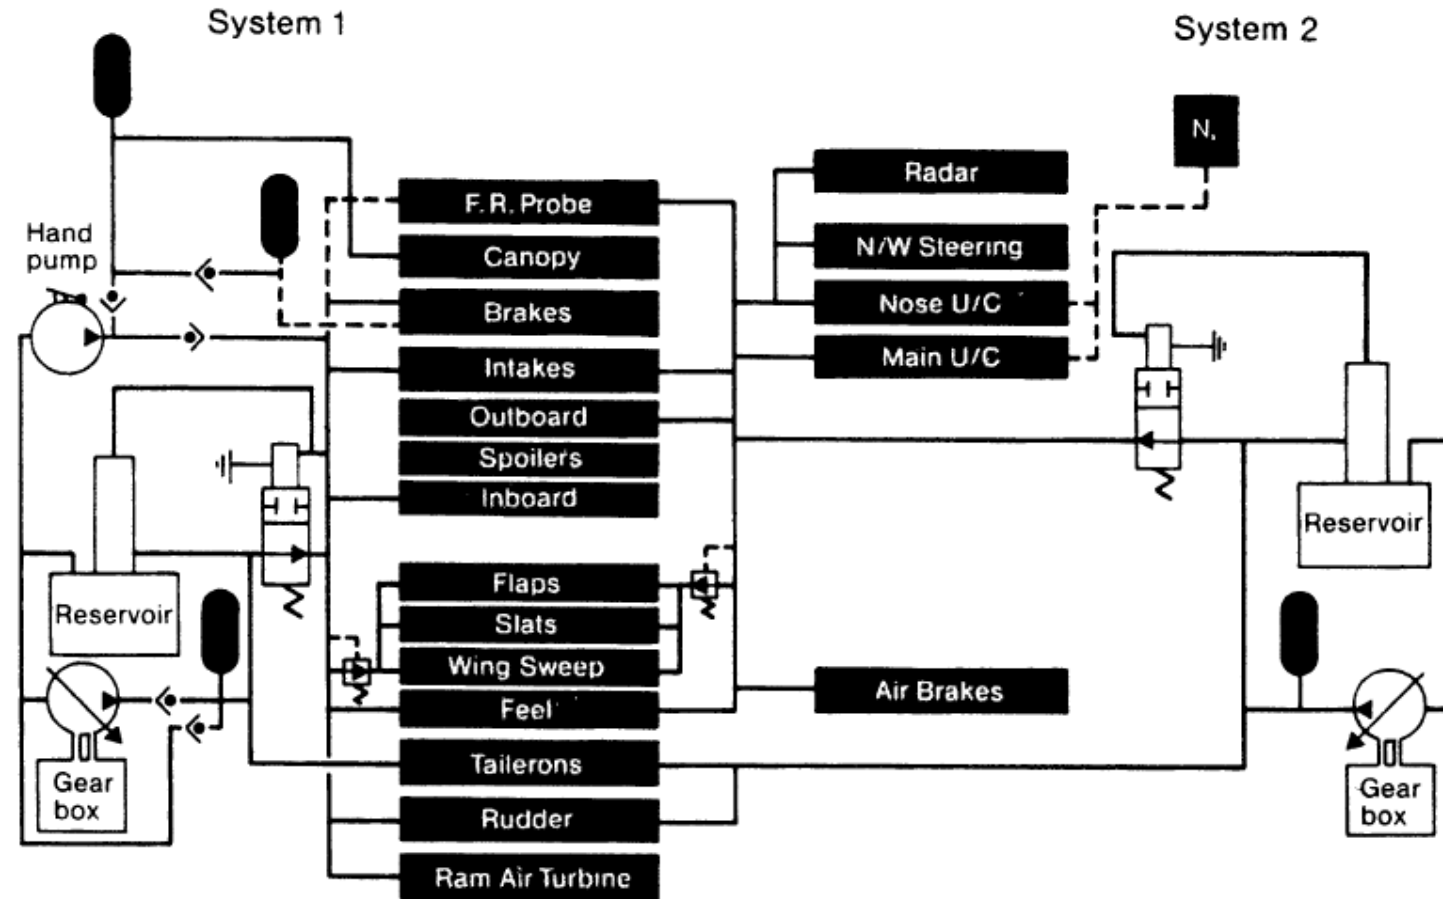 System 1
System 2
N.
Radar
F.R. Probe
Hand
pump
N/W Steering
Canopy
Nose U/C
Brakes
Main U/C
Intakes
Outboard
Spoilers
Inboard
Reservoir
Flaps
Reservoir
Slats
Wing Sweep
Air Brakes
Feel
Tailerons
Gear
box
Gear
box
Rudder
Ram Air Turbine